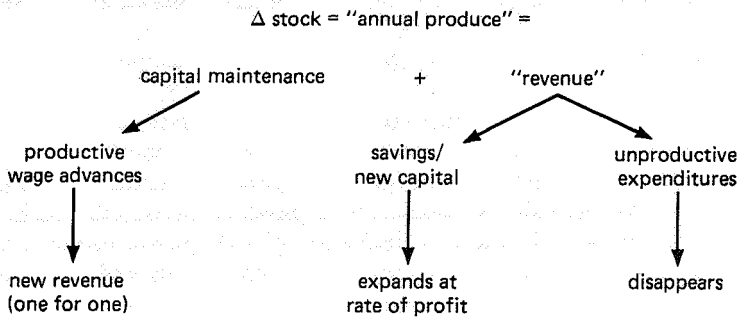 Δ stock = "annual produce" =
capital maintenance + "revenue"
productive
wage advances
savings/
new capital
unproductive
expenditures
new revenue
(one for one)
expands at
rate of profit
disappears